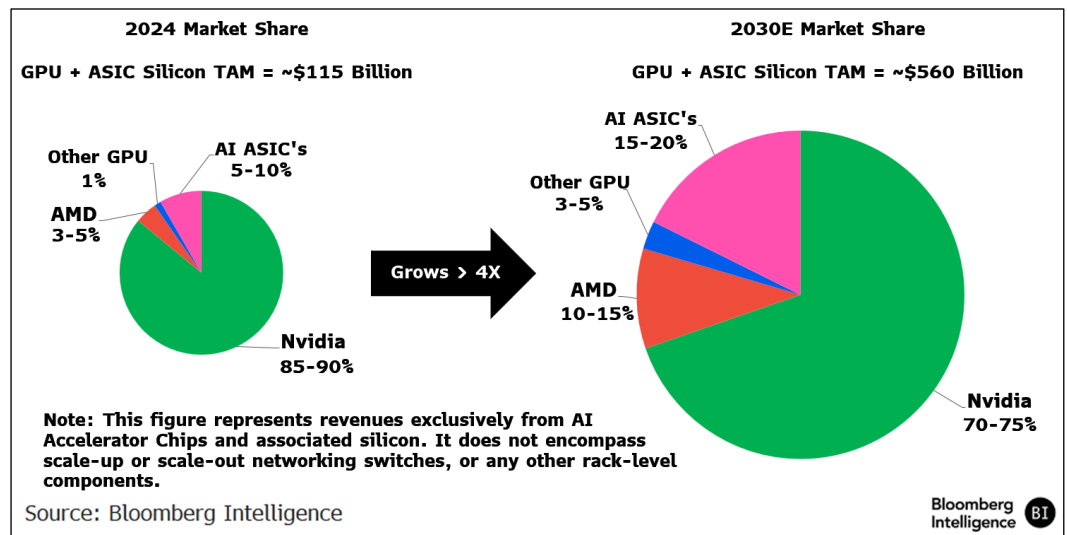 2024 Market Share
GPU + ASIC Silicon TAM = ~$115 Billion
Other GPU
1%
AI ASIC's
5-10%
AMD
3-5%
Nvidia
85-90%
Grows > 4X
2030E Market Share
GPU + ASIC Silicon TAM = ~$560 Billion
AI ASIC's
15-20%
Other GPU
3-5%
AMD
10-15%
Nvidia
70-75%
Note: This figure represents revenues exclusively from AI
Accelerator Chips and associated silicon. It does not encompass
scale-up or scale-out networking switches, or any other rack-level
components.
Source: Bloomberg Intelligence
Bloomberg
Intelligence
BI